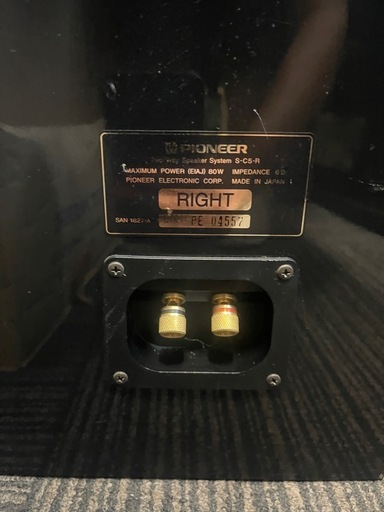 PIONEER
Two-Way Speaker System S-C5-R
MAXIMUM POWER (EIAJ) 80W IMPEDANCE 6Ω
PIONEER ELECTRONIC CORP. MADE IN JAPAN
RIGHT
PE 04557